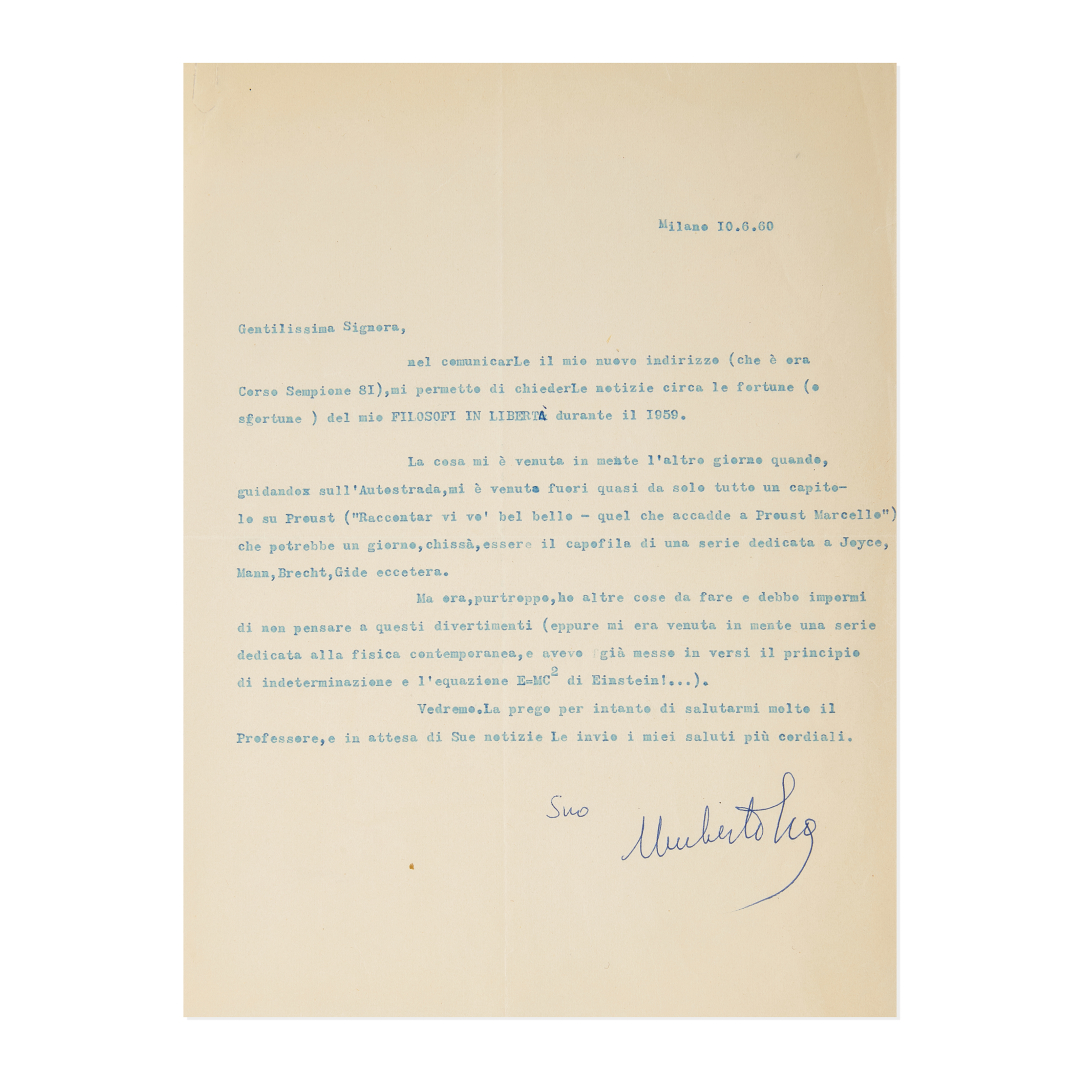 Milano IO.6.60
Gentilissima Signora,
nel comunicarLe il mio nuovo indirizzo (che è ora
Corso Sempione 8I),mi permetto di chiederLe notizie circa le fortune (o
sfortune ) del mio FILOSOFI IN LIBERTÀ durante il I959.
La cosa mi è venuta in mente l'altro giorno quando,
guidandox sull'Autostrada,mi è venuto fuori quasi da solo tutto un capito-
lo su Proust ("Raccontar vi vo' bel bello - quel che accadde a Proust Marcello")
che potrebbe un giorno,chissà,essere il capofila di una serie dedicata a Joyce,
Mann,Brecht,Gide eccetera.
Ma ora,purtroppo,ho altre cose da fare e debbo impormi
di non pensare a questi divertimenti (eppure mi era venuta in mente una serie
dedicata alla fisica contemporanea,e avevo già messo in versi il principio
di indeterminazione e l'equazione E=MC² di Einstein!...).
Vedremo.La prego per intanto di salutarmi molto il
Professore,e in attesa di Sue notizie Le invio i miei saluti più cordiali.
Suo Umberto Eco